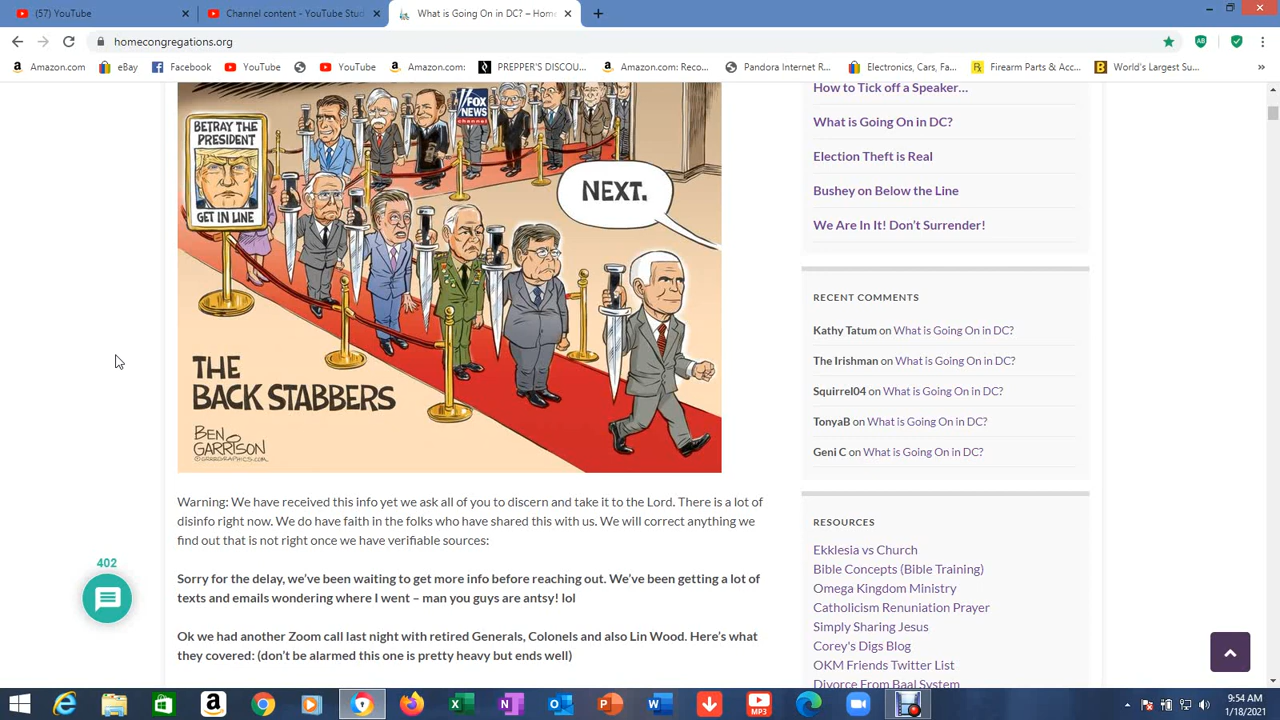 (57) YouTube
Channel content - YouTube Stud
What is Going On in DC? – Home
homecongregations.org
Amazon.com
eBay
Facebook
YouTube
YouTube
Amazon.com:
PREPPER'S DISCOU...
Amazon.com: Reco...
Pandora Internet R...
Electronics, Cars, Fa...
Firearm Parts & Acc...
World's Largest Su...
BETRAY THE
PRESIDENT
GET IN LINE
FOX
NEWS
channel
NEXT.
THE
BACK STABBERS
BEN
GARRISON
©GRRRGRAPHICS.COM
Warning: We have received this info yet we ask all of you to discern and take it to the Lord. There is a lot of
disinfo right now. We do have faith in the folks who have shared this with us. We will correct anything we
find out that is not right once we have verifiable sources:
Sorry for the delay, we've been waiting to get more info before reaching out. We've been getting a lot of
texts and emails wondering where I went – man you guys are antsy! lol
Ok we had another Zoom call last night with retired Generals, Colonels and also Lin Wood. Here's what
they covered: (don't be alarmed this one is pretty heavy but ends well)
402
How to Tick off a Speaker…
What is Going On in DC?
Election Theft is Real
Bushey on Below the Line
We Are In It! Don't Surrender!
RECENT COMMENTS
Kathy Tatum on What is Going On in DC?
The Irishman on What is Going On in DC?
Squirrel04 on What is Going On in DC?
TonyaB on What is Going On in DC?
Geni C on What is Going On in DC?
RESOURCES
Ekklesia vs Church
Bible Concepts (Bible Training)
Omega Kingdom Ministry
Catholicism Renuniation Prayer
Simply Sharing Jesus
Corey's Digs Blog
OKM Friends Twitter List
Divorce From Baal System
MP3
9:54 AM
1/18/2021